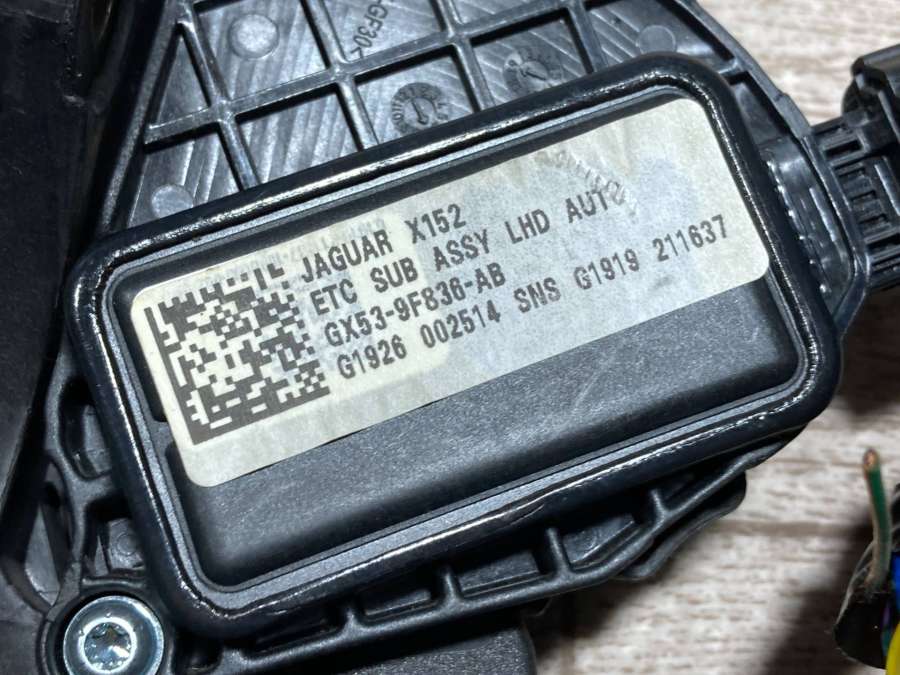 JAGUAR X152
ETC SUB ASSY LHD AUTO
GX53-9F836-AB
G1926 002514 SNS G1919 211637